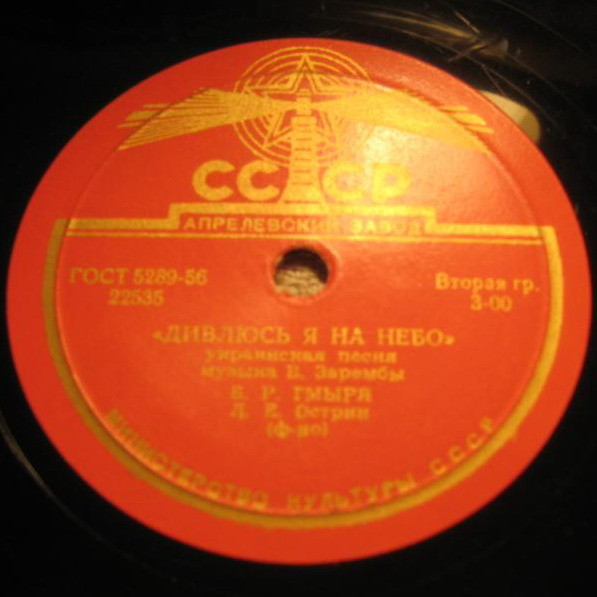 СССР
АПРЕЛЕВСКИЙ ЗАВОД
ГОСТ 5289-56
22535
Вторая гр.
3-00
«ДИВЛЮСЬ Я НА НЕБО»
украинская песня
музыка В. Зарембы
Б. Р. ГМЫРЯ
Л. Е. Острин
(ф-но)
МИНИСТЕРСТВО КУЛЬТУРЫ СССР